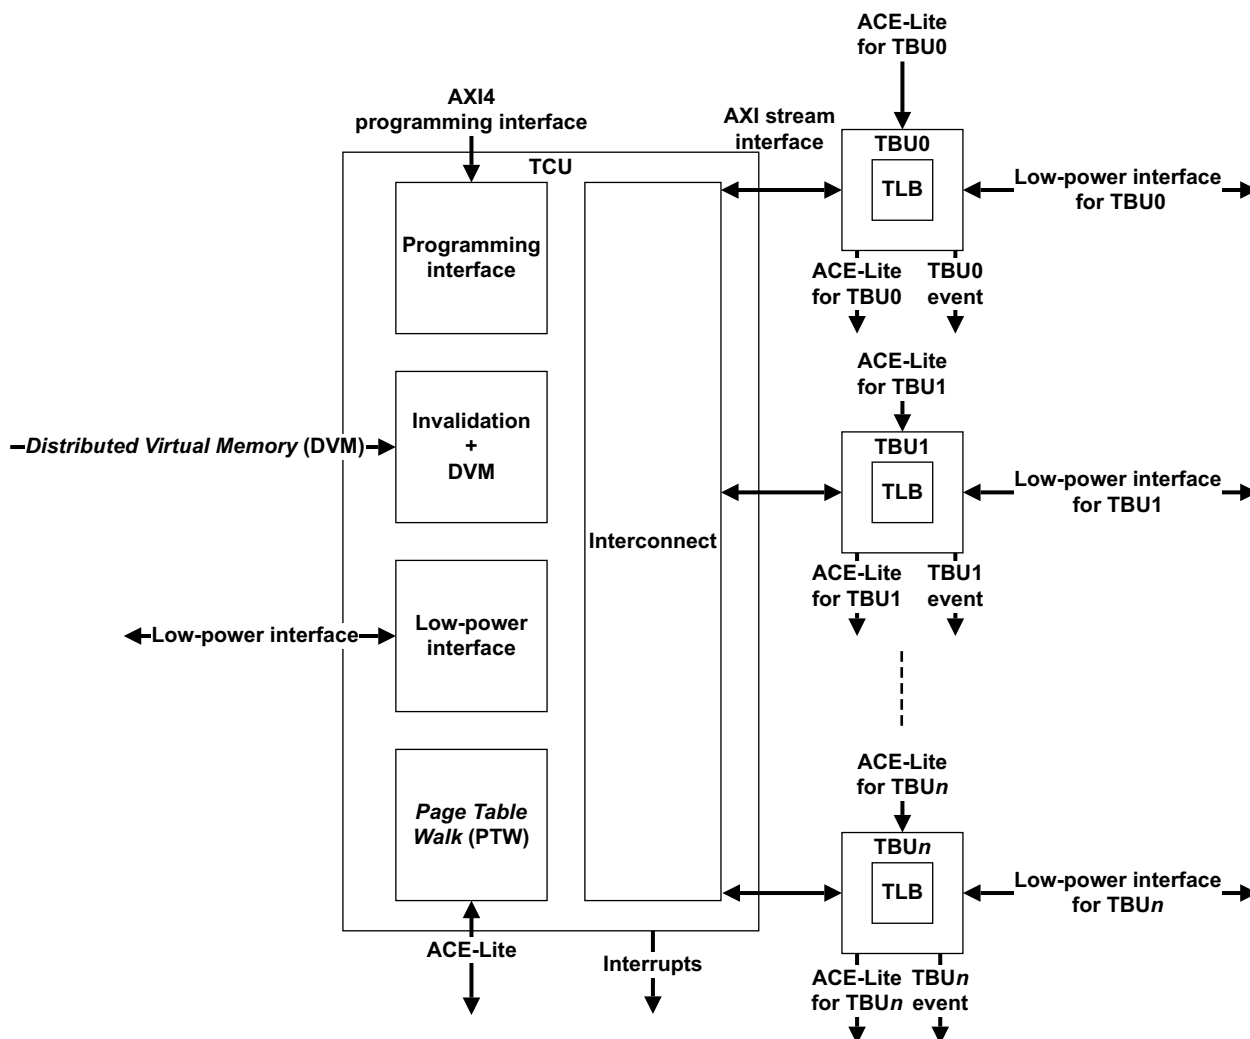 ACE-Lite
for TBU0
AXI4
programming interface
AXI stream
interface
TCU
TBU0
TLB
Low-power interface
for TBU0
Programming
interface
ACE-Lite
for TBU0
TBU0
event
ACE-Lite
for TBU1
Distributed Virtual Memory (DVM)
Invalidation
+
DVM
TBU1
TLB
Low-power interface
for TBU1
Interconnect
ACE-Lite
for TBU1
TBU1
event
Low-power interface
Low-power
interface
ACE-Lite
for TBUn
Page Table
Walk (PTW)
TBUn
TLB
Low-power interface
for TBUn
ACE-Lite
Interrupts
ACE-Lite
for TBUn
TBUn
event